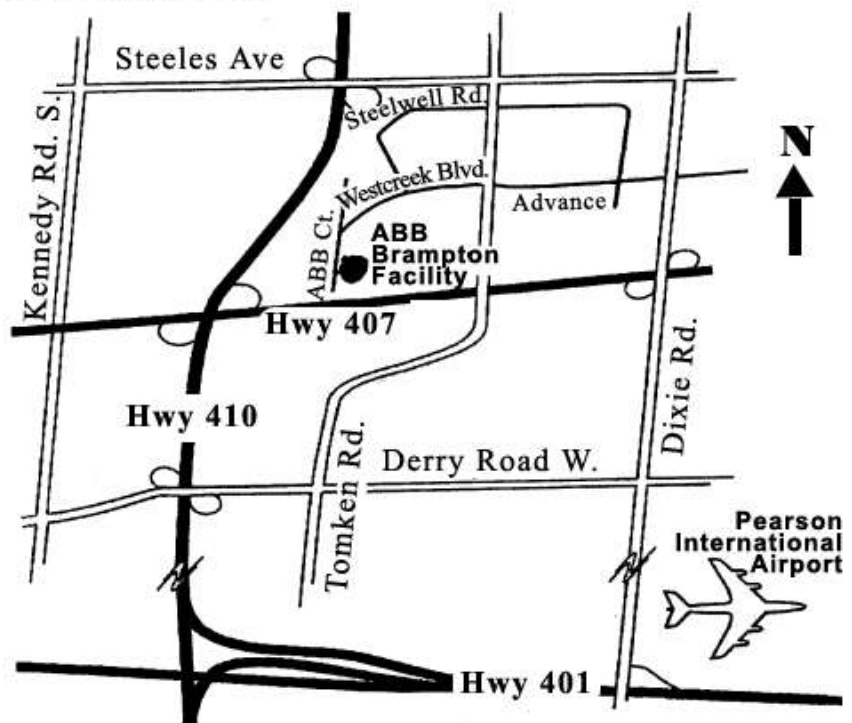 Steeles Ave
Kennedy Rd. S.
Steelwell Rd.
N
Westcreek Blvd.
Advance
ABB Ct.
ABB
Brampton
Facility
Hwy 407
Hwy 410
Dixie Rd.
Tomken Rd.
Derry Road W.
Pearson
International
Airport
Hwy 401